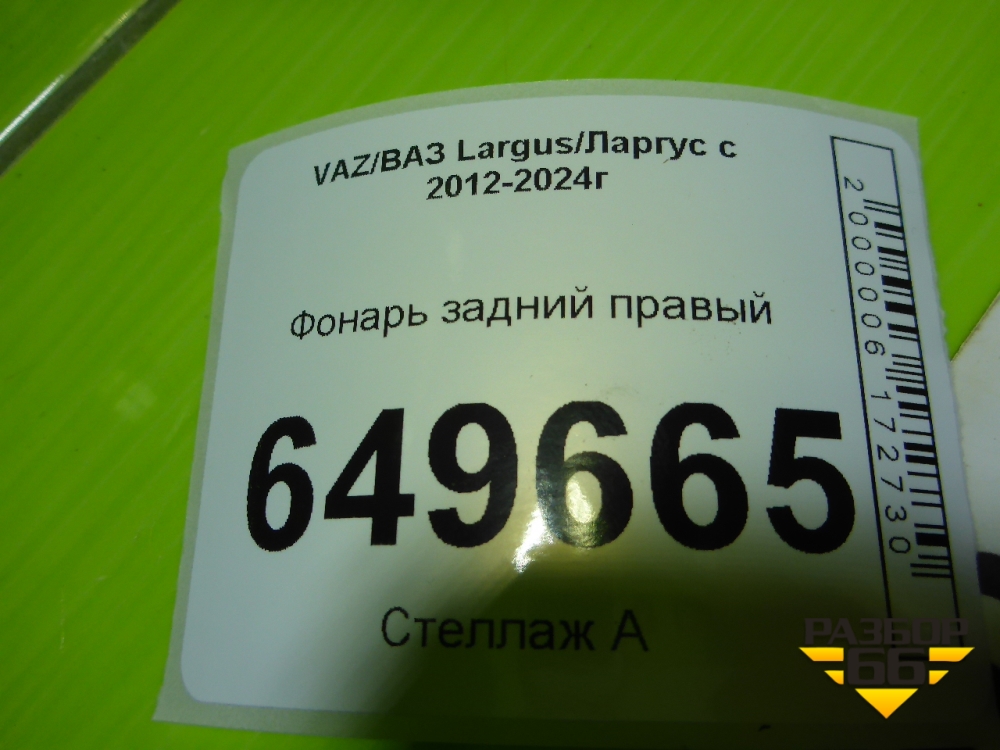 VAZ/ВАЗ Largus/Ларгус с
2012-2024г
Фонарь задний правый
649665
Стеллаж А
2000006172730
РАЗБОР
66